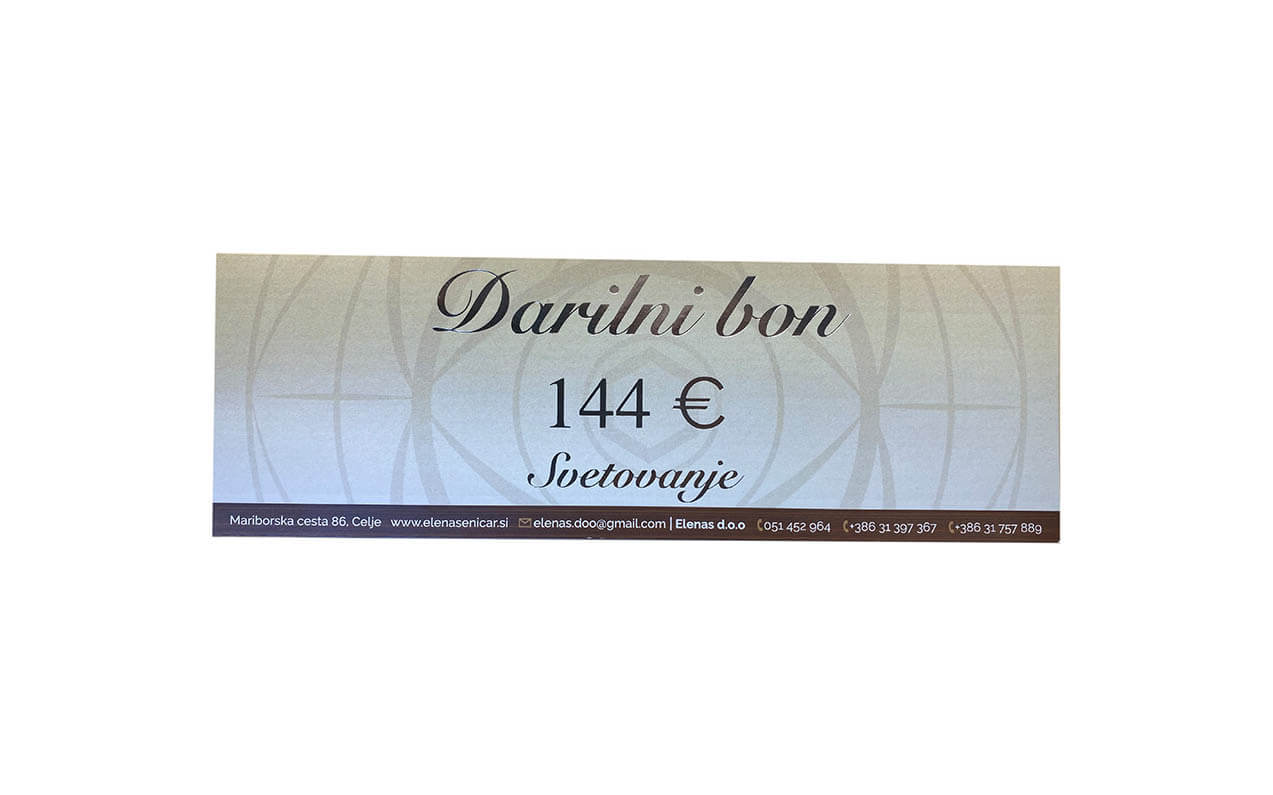 Darilni bon
144 €
Svetovanje
Mariborska cesta 86, Celje www.elenasenicar.si elenas.doo@gmail.com | Elenas d.o.o 051 452 964 +386 31 397 367 +386 31 757 889